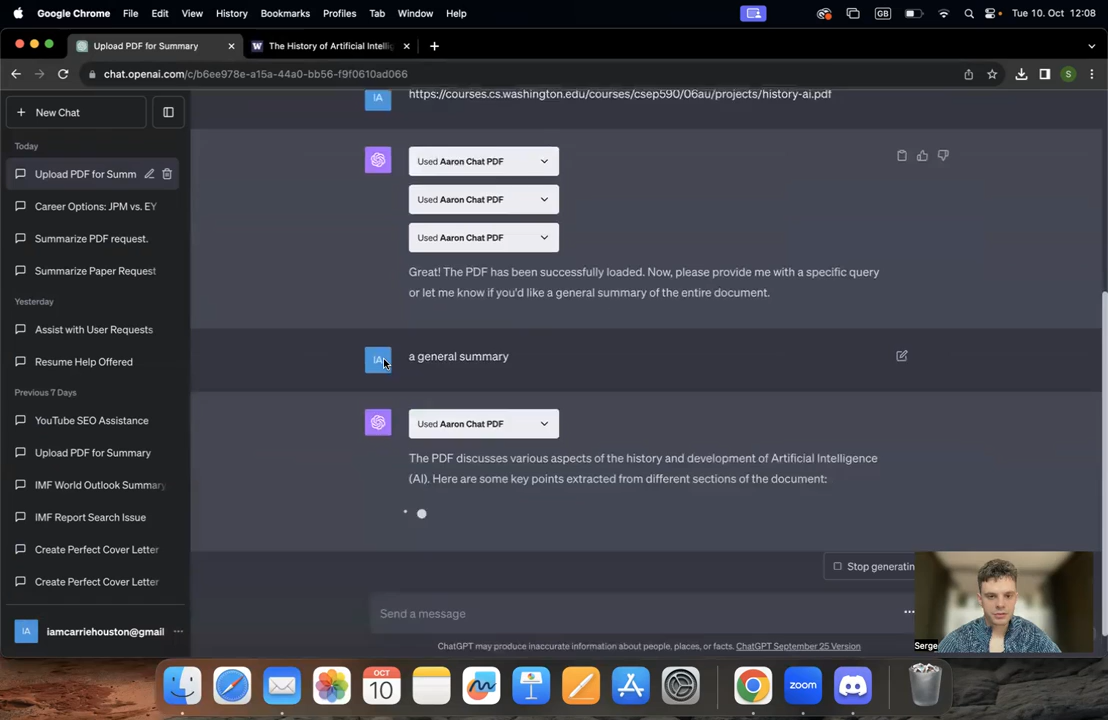 Google Chrome File Edit View History Bookmarks Profiles Tab Window Help GB Tue 10. Oct 12:08
Upload PDF for Summary The History of Artificial Intellig
chat.openai.com/c/b6ee978e-a15a-44a0-bb56-f9f0610ad066 S
New Chat
Today
Upload PDF for Summ
Career Options: JPM vs. EY
Summarize PDF request.
Summarize Paper Request
Yesterday
Assist with User Requests
Resume Help Offered
Previous 7 Days
YouTube SEO Assistance
Upload PDF for Summary
IMF World Outlook Summary
IMF Report Search Issue
Create Perfect Cover Letter
Create Perfect Cover Letter
IA iamcarriehouston@gmail
IA https://courses.cs.washington.edu/courses/csep590/06au/projects/history-ai.pdf
Used Aaron Chat PDF
Used Aaron Chat PDF
Used Aaron Chat PDF
Great! The PDF has been successfully loaded. Now, please provide me with a specific query
or let me know if you'd like a general summary of the entire document.
IA a general summary
Used Aaron Chat PDF
The PDF discusses various aspects of the history and development of Artificial Intelligence
(AI). Here are some key points extracted from different sections of the document:
Stop generatin
Send a message
ChatGPT may produce inaccurate information about people, places, or facts. ChatGPT September 25 Version
Serge
OCT
10
zoom